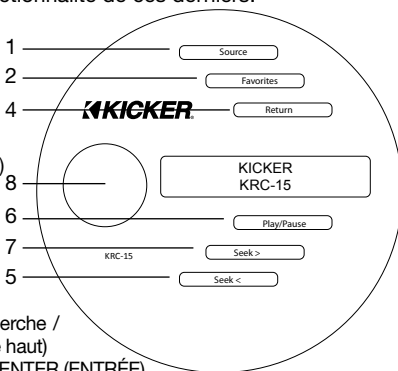 ctionnalité de ces derniers.
1
Source
2
Favorites
4
Return
KICKER
)
8
KICKER
KRC-15
6
Play/Pause
7
KRC-15
Seek >
5
Seek <
erche /
haut)
ENTER (ENTRÉE)